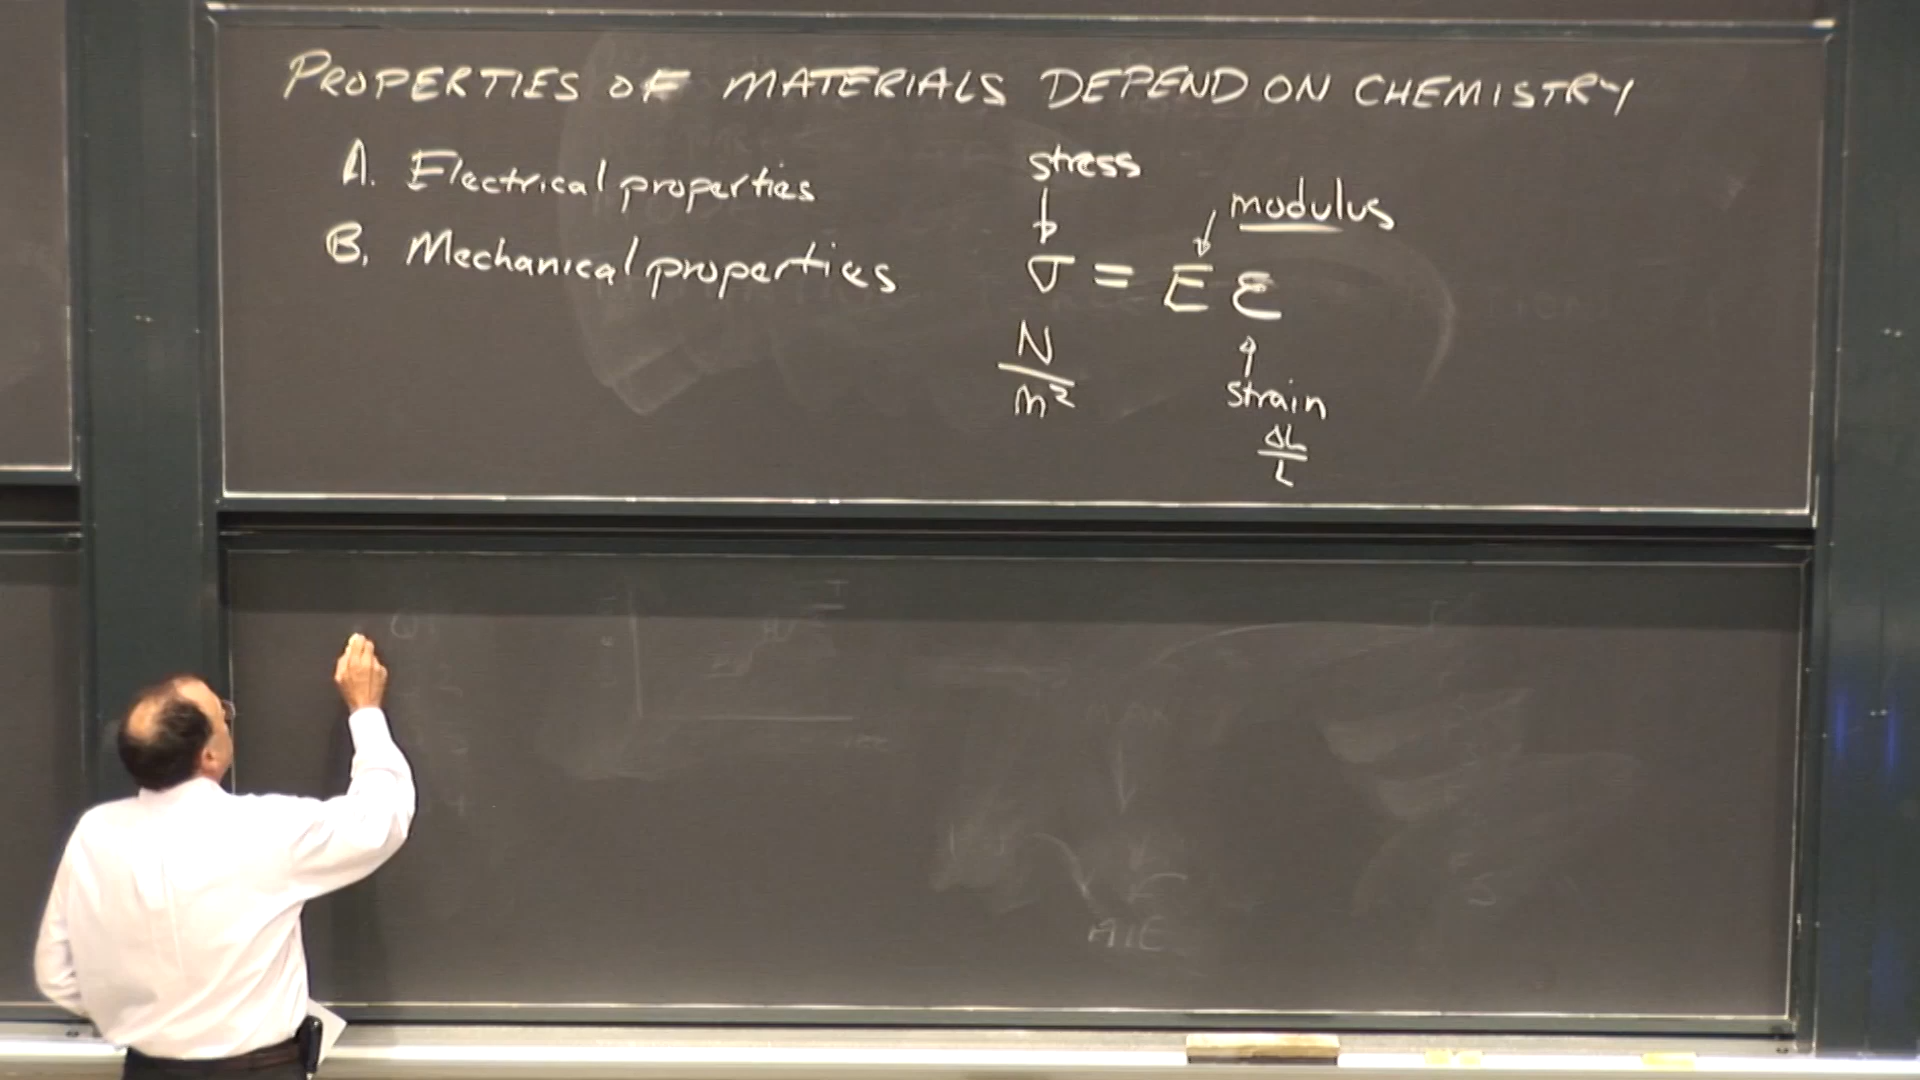 PROPERTIES OF MATERIALS DEPEND ON CHEMISTRY
A. Electrical properties
B. Mechanical properties
stress
modulus
σ = E ε
N
m²
strain
ΔL
L